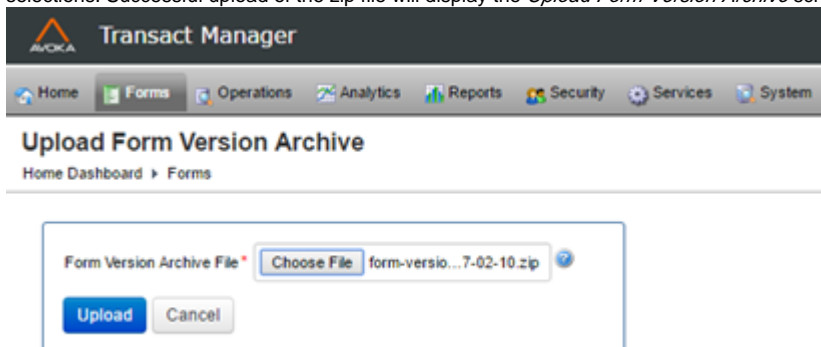 selections. Successful upload of the zip file will display the Upload Form Version Archive scr
AVOKA Transact Manager
Home Forms Operations Analytics Reports Security Services System
Upload Form Version Archive
Home Dashboard ▸ Forms
Form Version Archive File * Choose File form-versio...7-02-10.zip
Upload Cancel